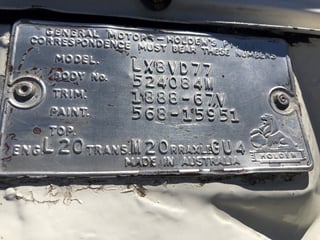 GENERAL MOTORS-HOLDEN'S P
CORRESPONDENCE MUST BEAR THESE NUMBERS
MODEL. LX8VD77
BODY No. 524084M
TRIM. 1888-67V
PAINT. 568-15951
TOP.
ENG L20 TRANS M20 RR AXLE GU4
MADE IN AUSTRALIA
HOLDEN